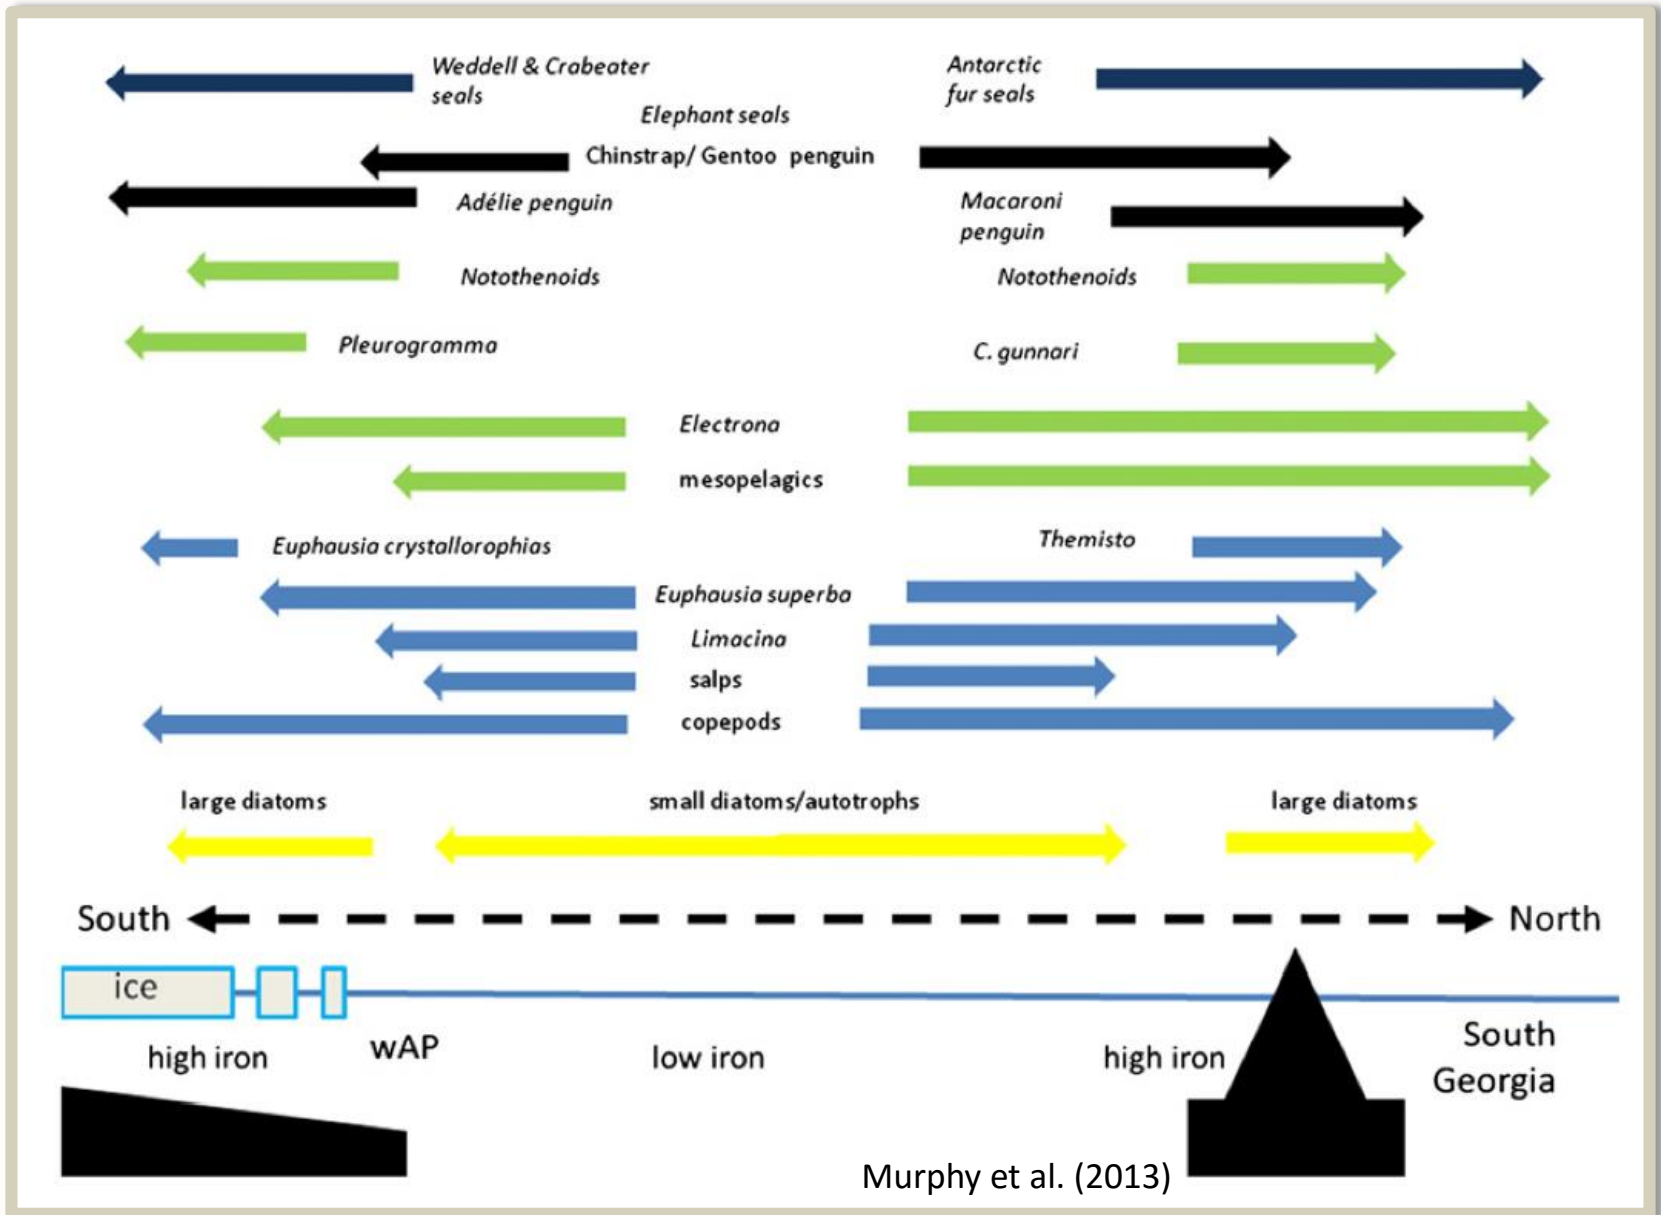 Weddell & Crabeater
seals
Antarctic
fur seals
Elephant seals
Chinstrap/ Gentoo penguin
Adélie penguin
Macaroni
penguin
Notothenoids
Notothenoids
Pleurogramma
C. gunnari
Electrona
mesopelagics
Euphausia crystallorophias
Themisto
Euphausia superba
Limacina
salps
copepods
large diatoms
small diatoms/autotrophs
large diatoms
South
North
ice
high iron
wAP
low iron
high iron
South
Georgia
Murphy et al. (2013)